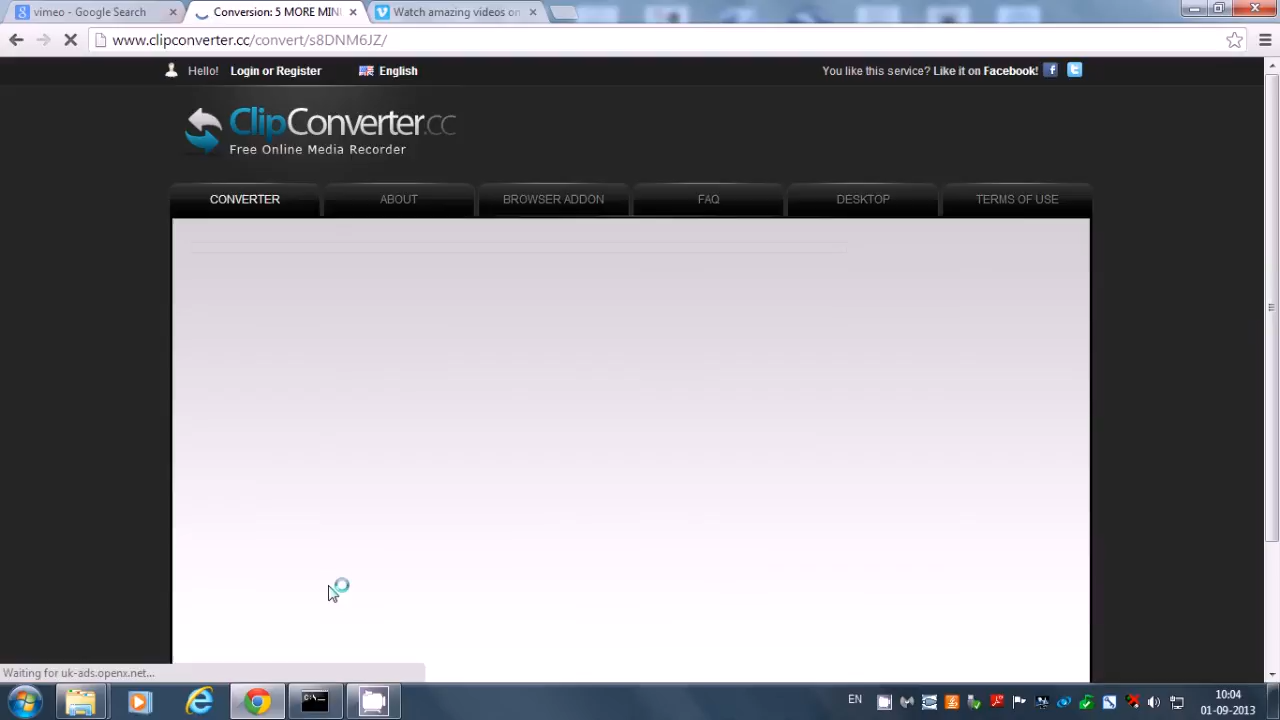 vimeo - Google Search
Conversion: 5 MORE MINU
Watch amazing videos on
www.clipconverter.cc/convert/s8DNM6JZ/
Hello! Login or Register English
You like this service? Like it on Facebook!
ClipConverter.cc
Free Online Media Recorder
CONVERTER ABOUT BROWSER ADDON FAQ DESKTOP TERMS OF USE
Waiting for uk-ads.openx.net...
EN
10:04
01-09-2013